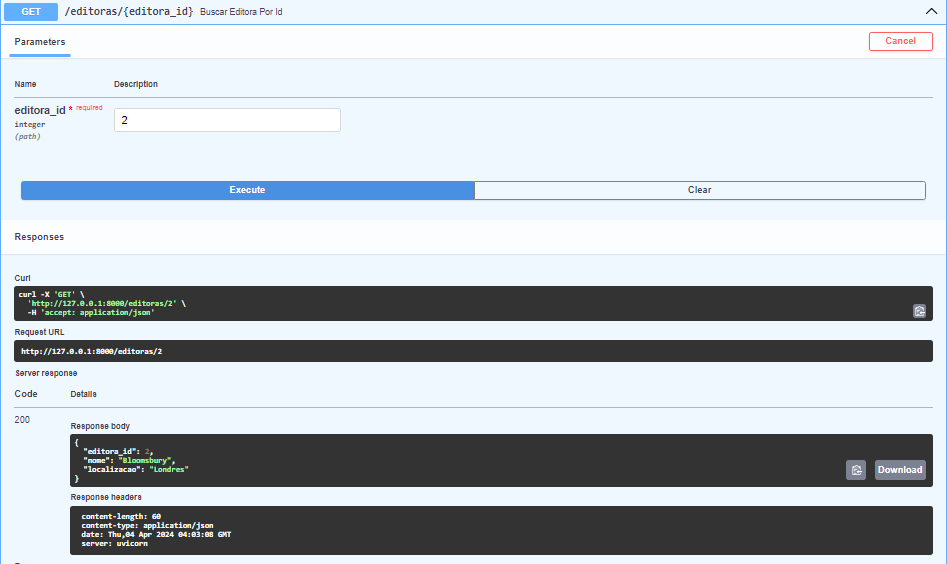 GET /editoras/{editora_id} Buscar Editora Por Id
Parameters
Cancel
Name Description
editora_id * required
integer
(path)
2
Execute Clear
Responses
Curl
curl -X 'GET' \
'http://127.0.0.1:8000/editoras/2' \
-H 'accept: application/json'
Request URL
http://127.0.0.1:8000/editoras/2
Server response
Code Details
200
Response body
{
"editora_id": 2,
"nome": "Bloomsbury",
"localizacao": "Londres"
}
Download
Response headers
content-length: 60
content-type: application/json
date: Thu,04 Apr 2024 04:03:08 GMT
server: uvicorn